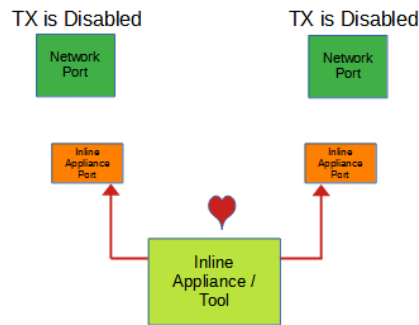 TX is Disabled
TX is Disabled
Network
Port
Network
Port
Inline
Appliance
Port
Inline
Appliance
Port
Inline
Appliance /
Tool